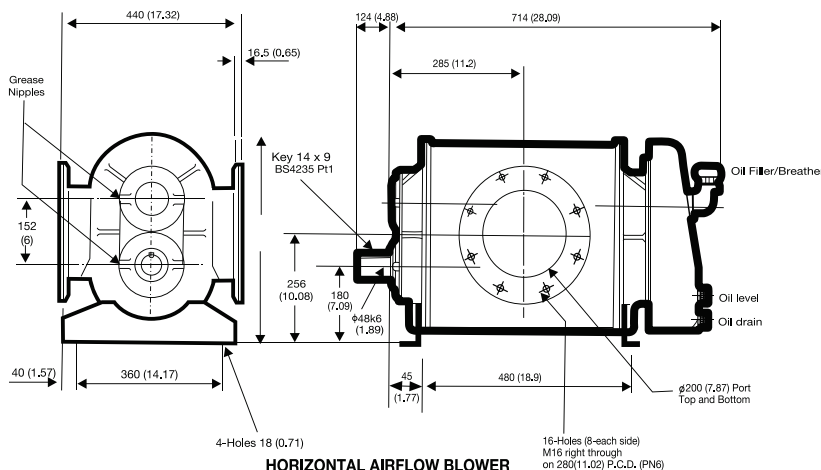 440 (17.32)
124 (4.88)
714 (28.09)
16.5 (0.65)
285 (11.2)
Grease
Nipples
Key 14 x 9
BS4235 Pt1
Oil Filler/Breathe
152
(6)
256
(10.08)
180
(7.09)
ϕ48k6
(1.89)
Oil level
Oil drain
40 (1.57)
360 (14.17)
45
(1.77)
480 (18.9)
ϕ200 (7.87) Port
Top and Bottom
4-Holes 18 (0.71)
16-Holes (8-each side)
M16 right through
on 280(11.02) P.C.D. (PN6)
HORIZONTAL AIRFLOW BLOWER